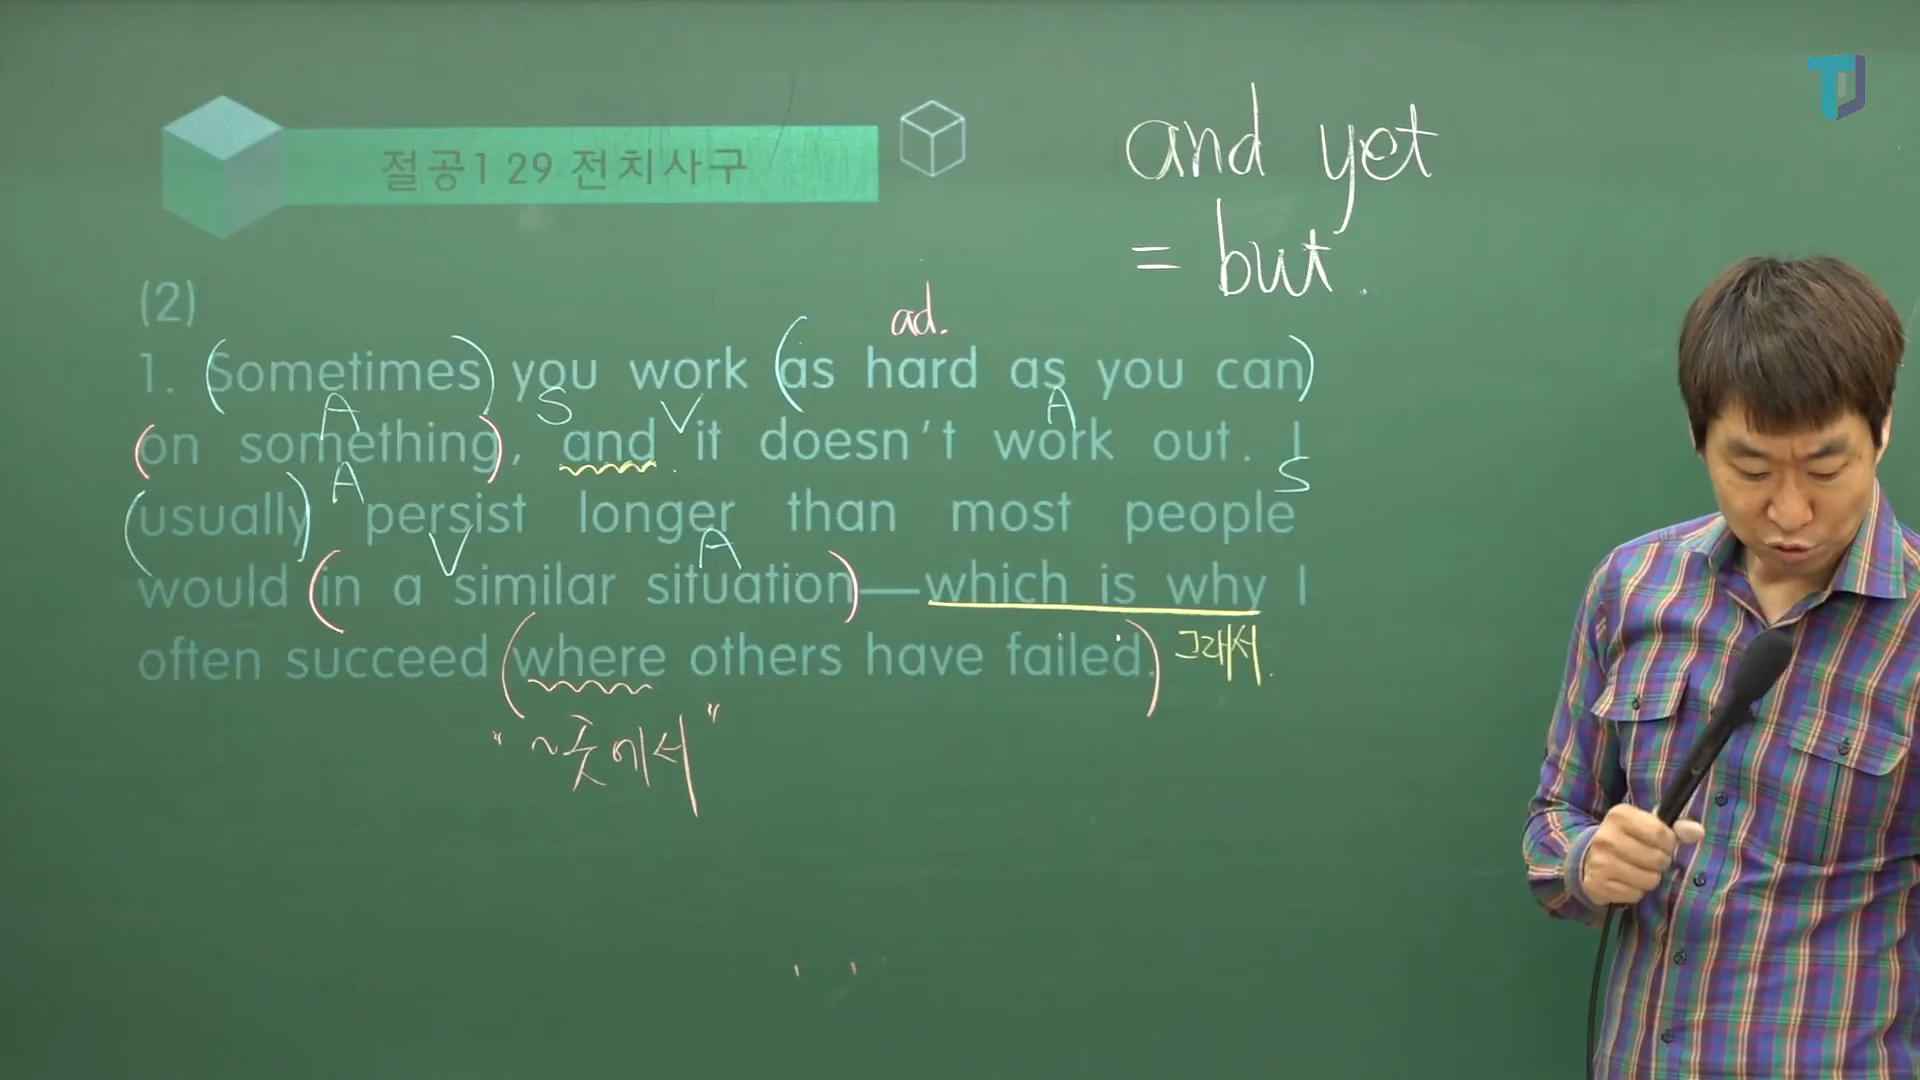 절공1 29 전치사구
and yet
= but.
(2)
ad.
1. (Sometimes) you work (as hard as you can)
A S V A
(on something), and it doesn't work out. I
A S
(usually) persist longer than most people
V A
would (in a similar situation)—which is why I
often succeed (where others have failed.) 그래서.
"~곳에서"